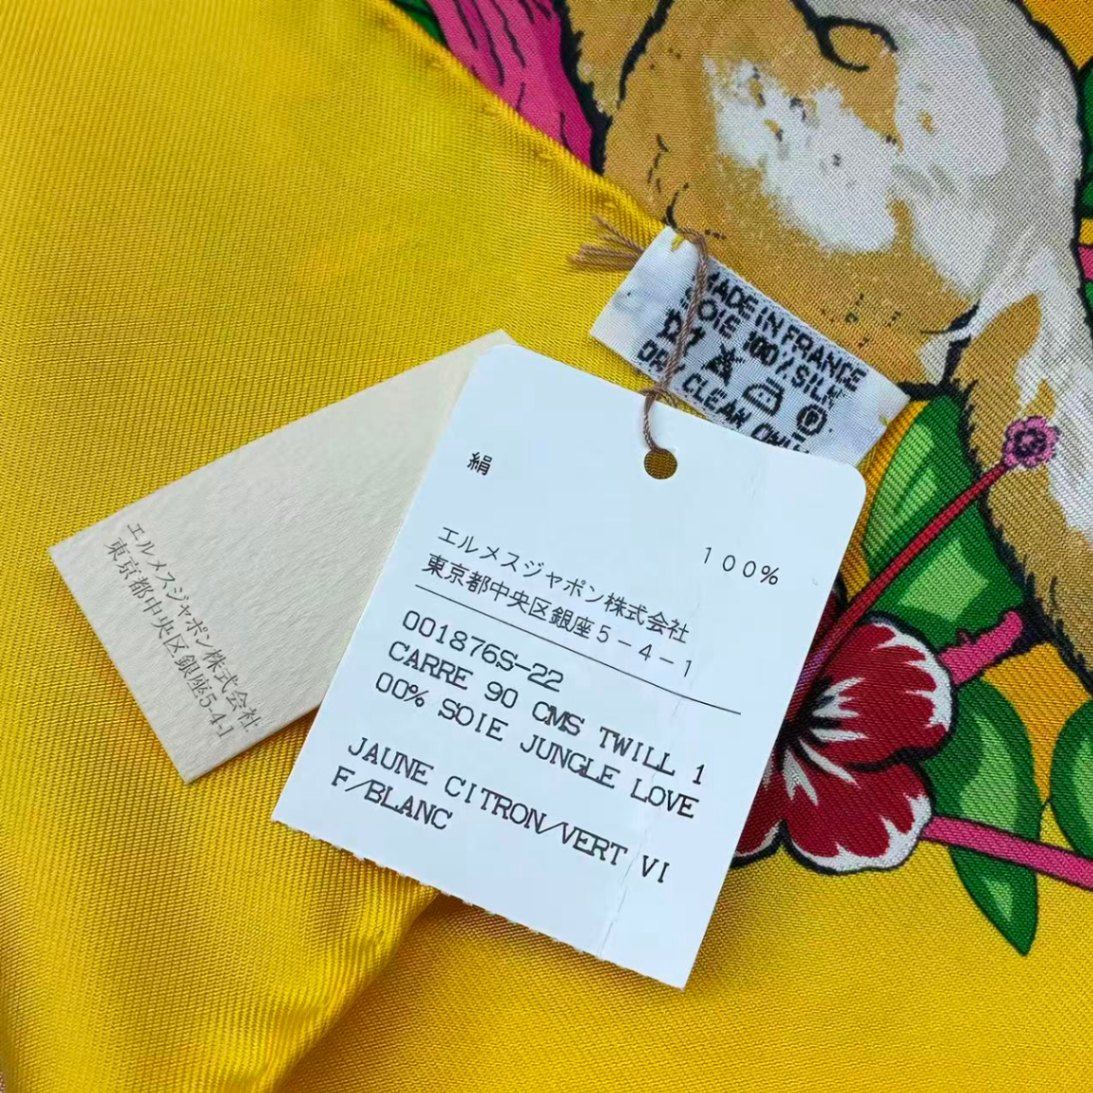 MADE IN FRANCE
SOIE 100% SILK
P
DRY CLEAN ONLY
絹
100%
エルメスジャポン株式会社
東京都中央区銀座5-4-1
001876S-22
CARRE 90 CMS TWILL 1
00% SOIE JUNGLE LOVE
JAUNE CITRON/VERT VI
F/BLANC
エルメスジャポン株式会社
東京都中央区銀座5-4-1